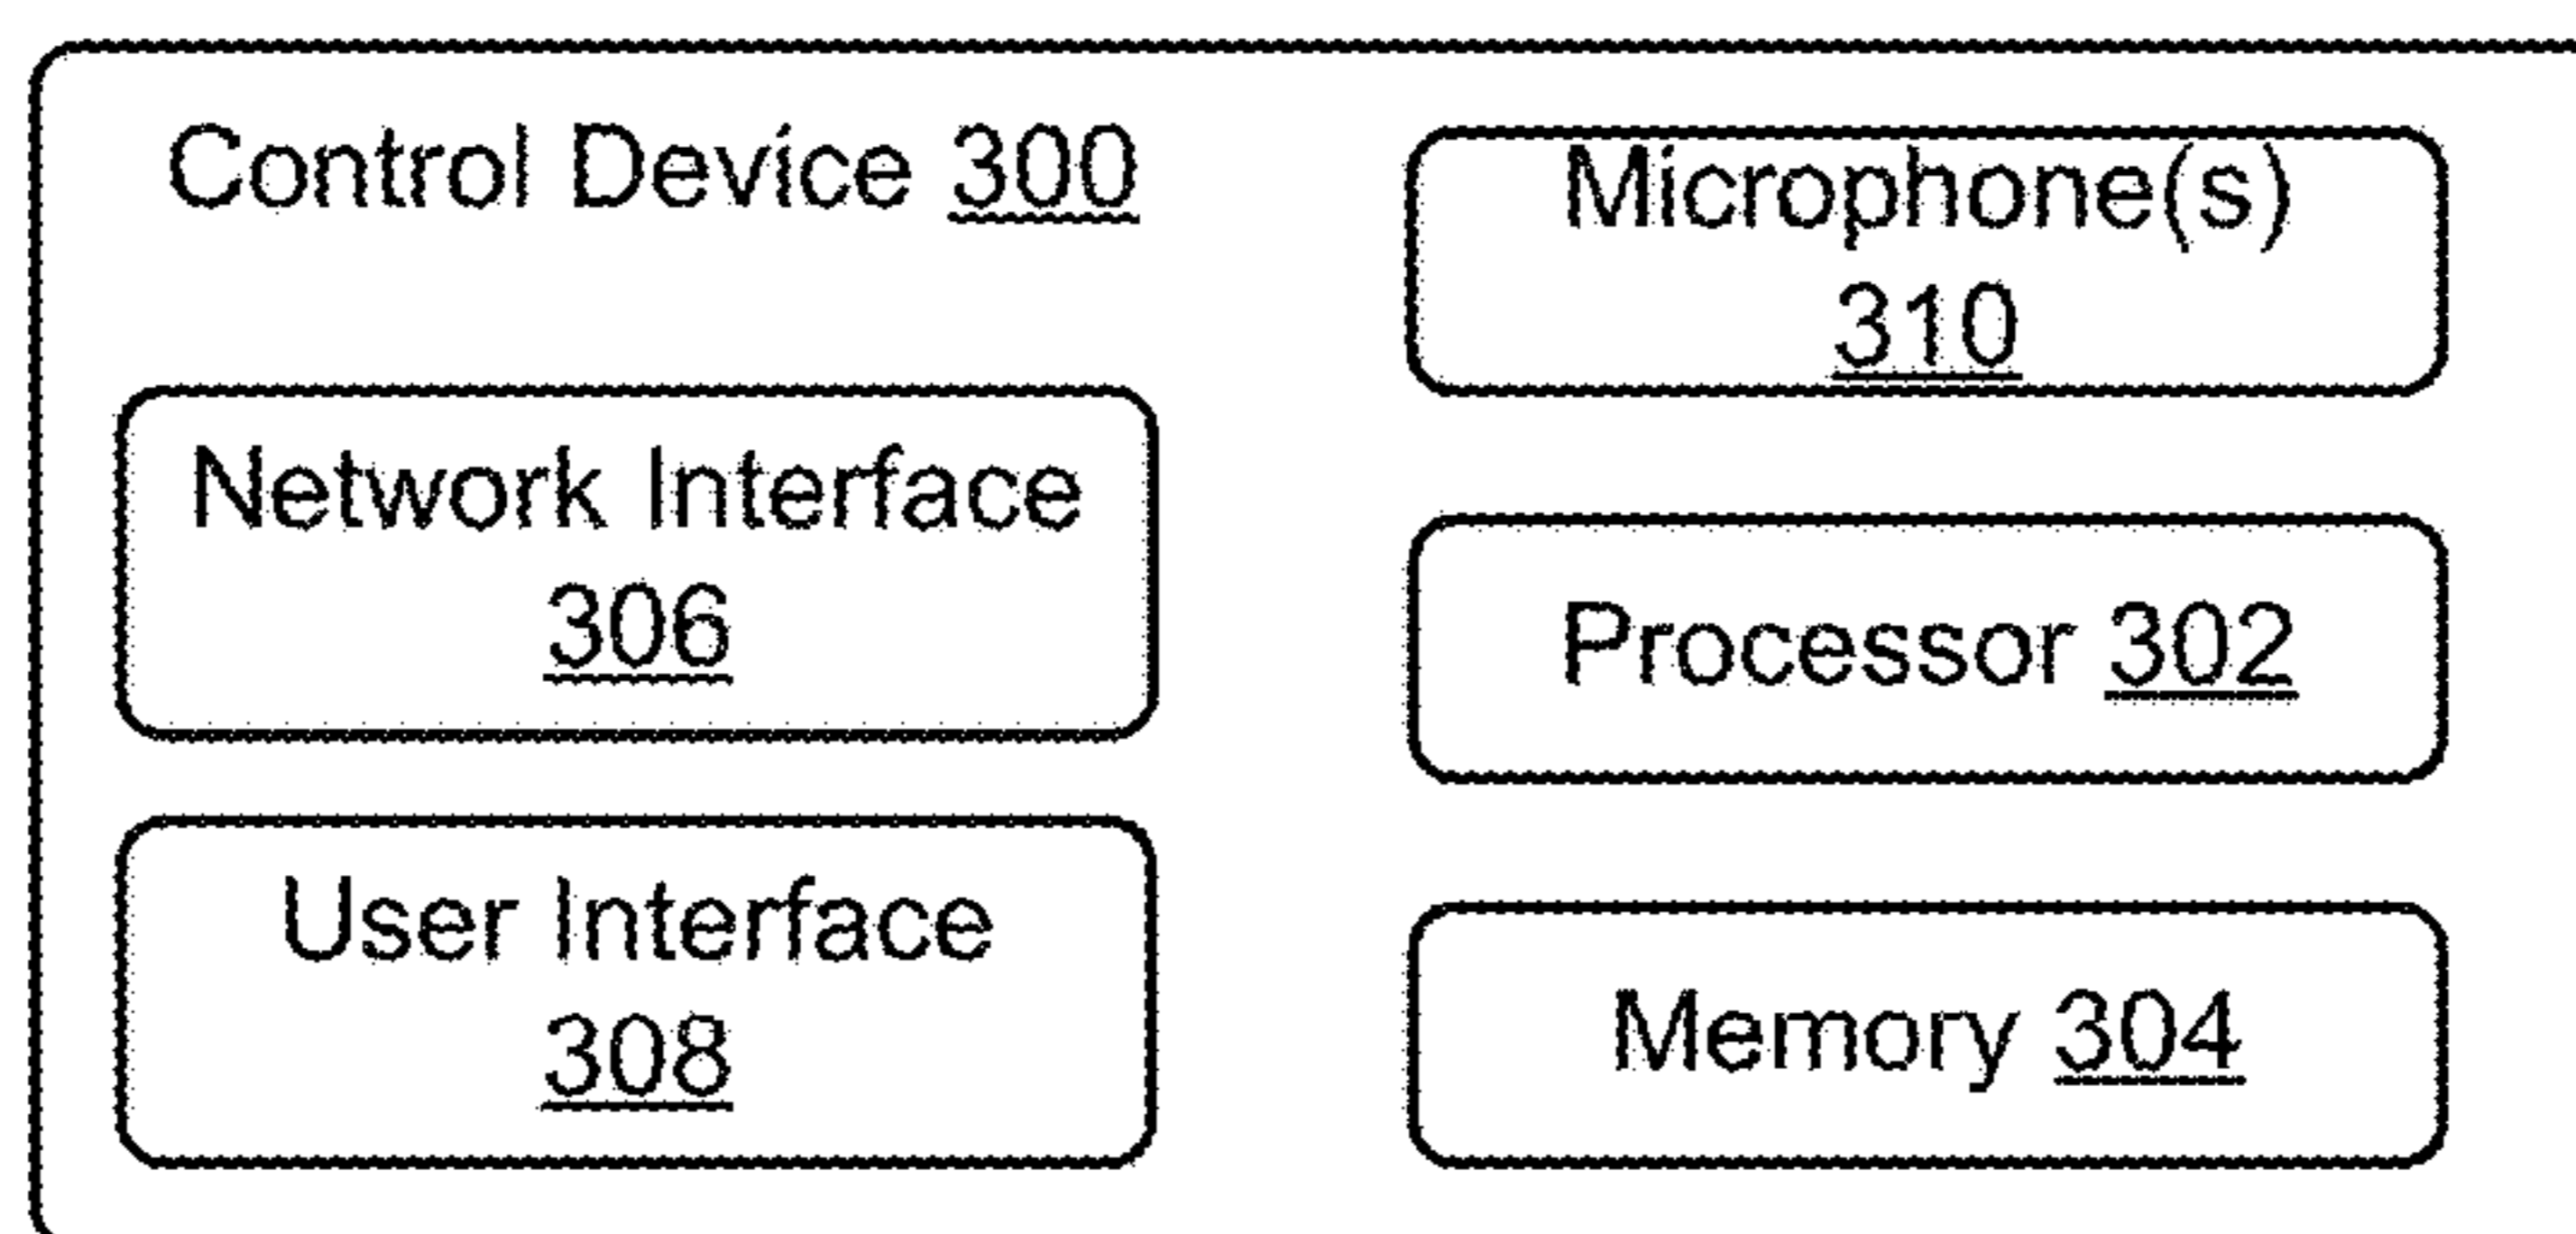 Control Device 300
Network Interface
306
User Interface
308
Microphone(s)
310
Processor 302
Memory 304